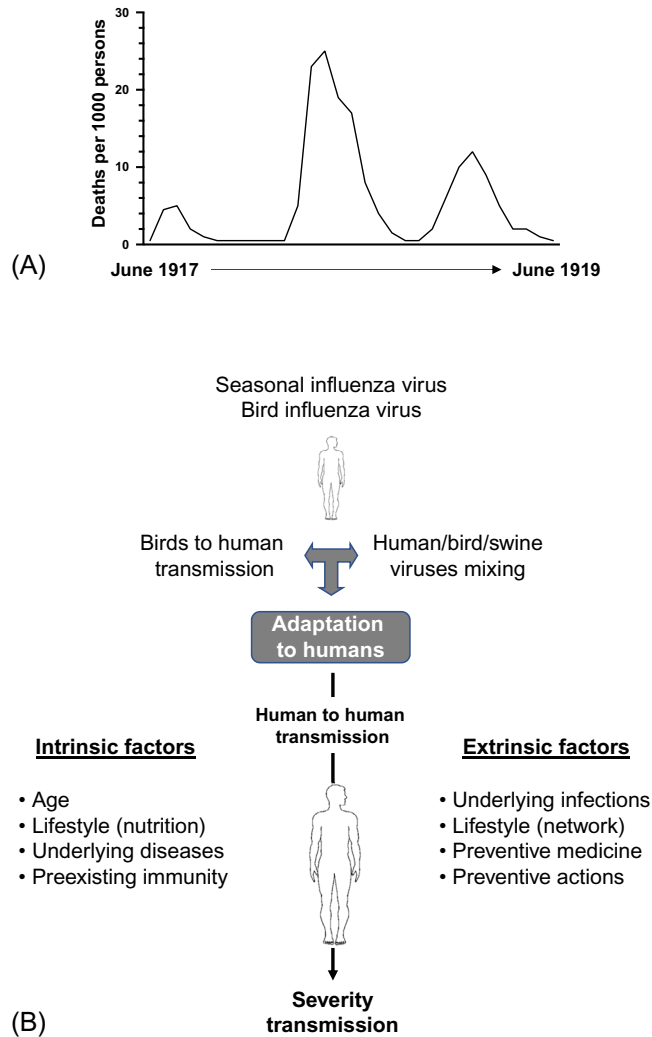 30
20
10
0
Deaths per 1000 persons
(A)
June 1917
June 1919
Seasonal influenza virus
Bird influenza virus
Birds to human
transmission
Human/bird/swine
viruses mixing
Adaptation
to humans
Human to human
transmission
Intrinsic factors
• Age
• Lifestyle (nutrition)
• Underlying diseases
• Preexisting immunity
Extrinsic factors
• Underlying infections
• Lifestyle (network)
• Preventive medicine
• Preventive actions
Severity
transmission
(B)